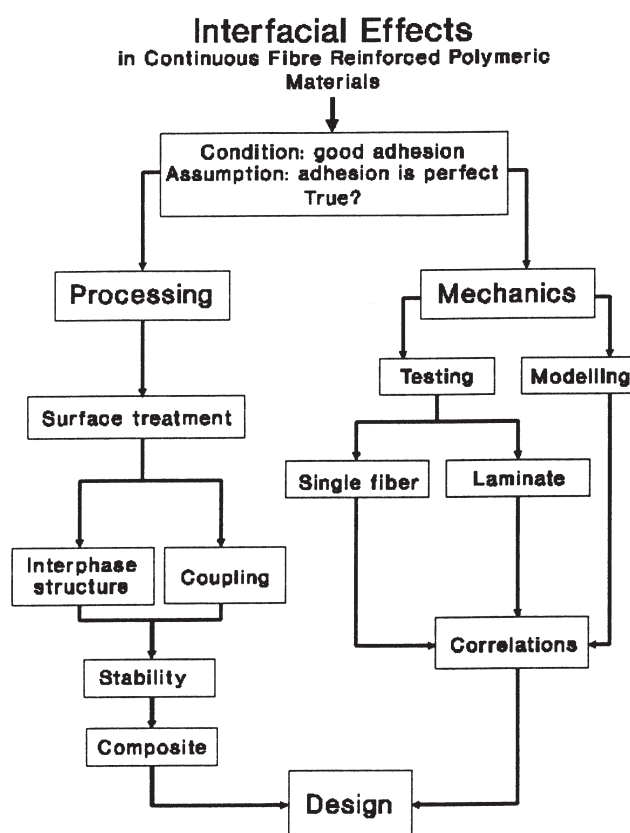 Interfacial Effects
in Continuous Fibre Reinforced Polymeric
Materials
Condition: good adhesion
Assumption: adhesion is perfect
True?
Processing
Mechanics
Testing
Modelling
Surface treatment
Single fiber
Laminate
Interphase
structure
Coupling
Correlations
Stability
Composite
Design